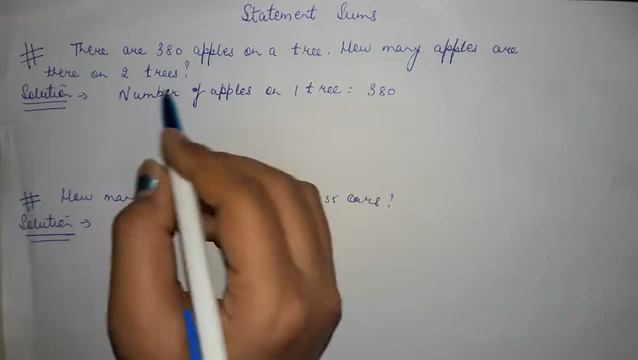 Statement Sums
# There are 380 apples on a tree. How many apples are
there on 2 trees?
Solution → Number of apples on 1 tree = 380
# How 35 cars?
Solution →